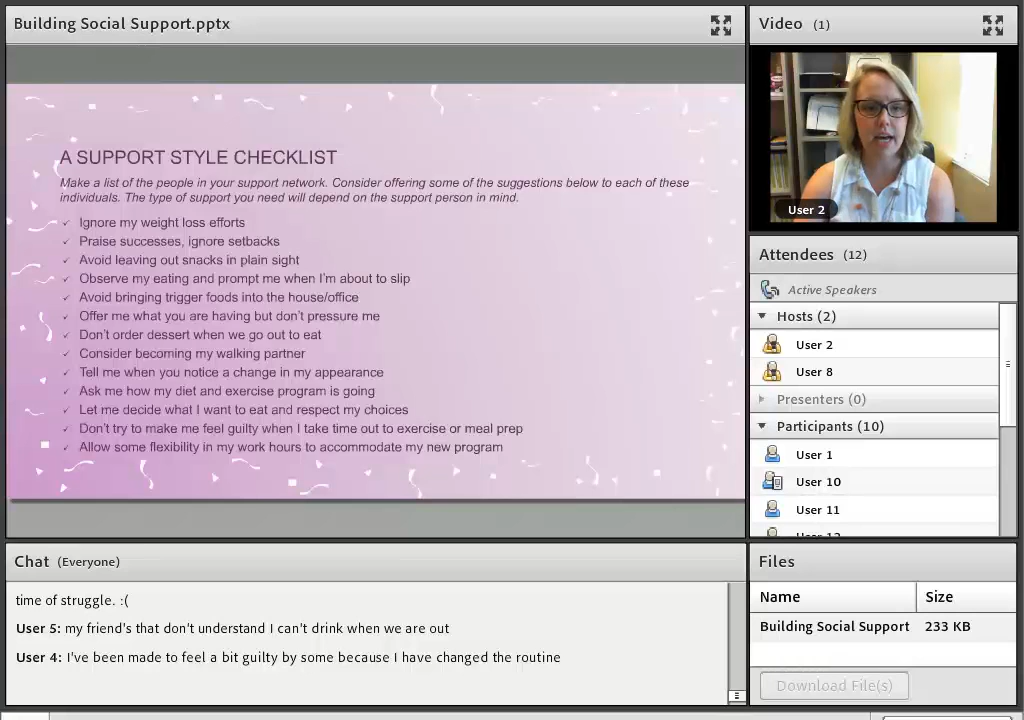 Building Social Support.pptx
A SUPPORT STYLE CHECKLIST
Make a list of the people in your support network. Consider offering some of the suggestions below to each of these
individuals. The type of support you need will depend on the support person in mind.
✓ Ignore my weight loss efforts
✓ Praise successes, ignore setbacks
✓ Avoid leaving out snacks in plain sight
✓ Observe my eating and prompt me when I'm about to slip
✓ Avoid bringing trigger foods into the house/office
✓ Offer me what you are having but don't pressure me
✓ Don't order dessert when we go out to eat
✓ Consider becoming my walking partner
✓ Tell me when you notice a change in my appearance
✓ Ask me how my diet and exercise program is going
✓ Let me decide what I want to eat and respect my choices
✓ Don't try to make me feel guilty when I take time out to exercise or meal prep
✓ Allow some flexibility in my work hours to accommodate my new program
Video (1)
User 2
Attendees (12)
Active Speakers
Hosts (2)
User 2
User 8
Presenters (0)
Participants (10)
User 1
User 10
User 11
User 12
Chat (Everyone)
time of struggle. :(
User 5: my friend's that don't understand I can't drink when we are out
User 4: I've been made to feel a bit guilty by some because I have changed the routine
Files
Name Size
Building Social Support 233 KB
Download File(s)